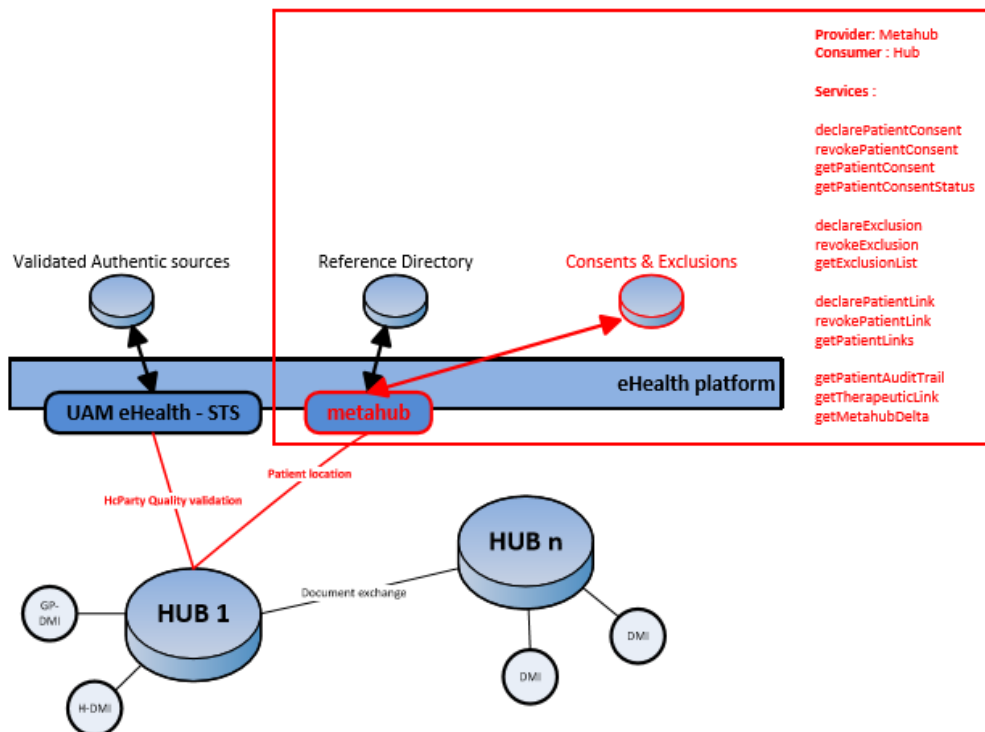 Provider: Metahub
Consumer : Hub
Services :
declarePatientConsent
revokePatientConsent
getPatientConsent
getPatientConsentStatus
declareExclusion
revokeExclusion
getExclusionList
declarePatientLink
revokePatientLink
getPatientLinks
getPatientAuditTrail
getTherapeuticLink
getMetahubDelta
Validated Authentic sources
Reference Directory
Consents & Exclusions
eHealth platform
UAM eHealth - STS
metahub
Patient location
HcParty Quality validation
HUB n
Document exchange
HUB 1
GP-
DMI
DMI
DMI
H-DMI